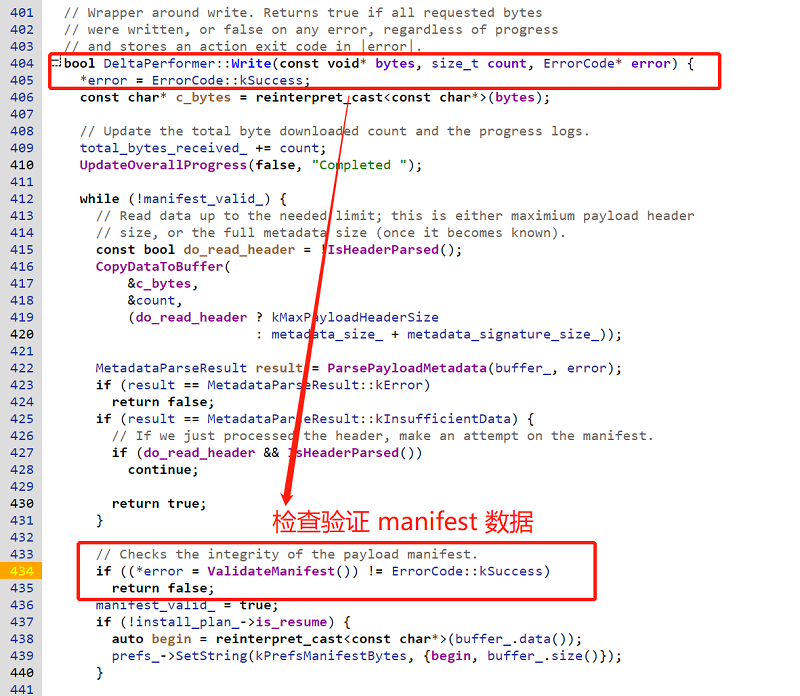 401 // Wrapper around write. Returns true if all requested bytes
402 // were written, or false on any error, regardless of progress
403 // and stores an action exit code in |error|.
404 bool DeltaPerformer::Write(const void* bytes, size_t count, ErrorCode* error) {
405   *error = ErrorCode::kSuccess;
406   const char* c_bytes = reinterpret_cast<const char*>(bytes);
407
408   // Update the total byte downloaded count and the progress logs.
409   total_bytes_received_ += count;
410   UpdateOverallProgress(false, "Completed ");
411
412   while (!manifest_valid_) {
413     // Read data up to the needed limit; this is either maximium payload header
414     // size, or the full metadata size (once it becomes known).
415     const bool do_read_header = !IsHeaderParsed();
416     CopyDataToBuffer(
417         &c_bytes,
418         &count,
419         (do_read_header ? kMaxPayloadHeaderSize
420                         : metadata_size_ + metadata_signature_size_));
421
422     MetadataParseResult result = ParsePayloadMetadata(buffer_, error);
423     if (result == MetadataParseResult::kError)
424       return false;
425     if (result == MetadataParseResult::kInsufficientData) {
426       // If we just processed the header, make an attempt on the manifest.
427       if (do_read_header && IsHeaderParsed())
428         continue;
429
430       return true;
431     }
检查验证 manifest 数据
432
433     // Checks the integrity of the payload manifest.
434     if ((*error = ValidateManifest()) != ErrorCode::kSuccess)
435       return false;
436     manifest_valid_ = true;
437     if (!install_plan_->is_resume) {
438       auto begin = reinterpret_cast<const char*>(buffer_.data());
439       prefs_->SetString(kPrefsManifestBytes, {begin, buffer_.size()});
440     }
441